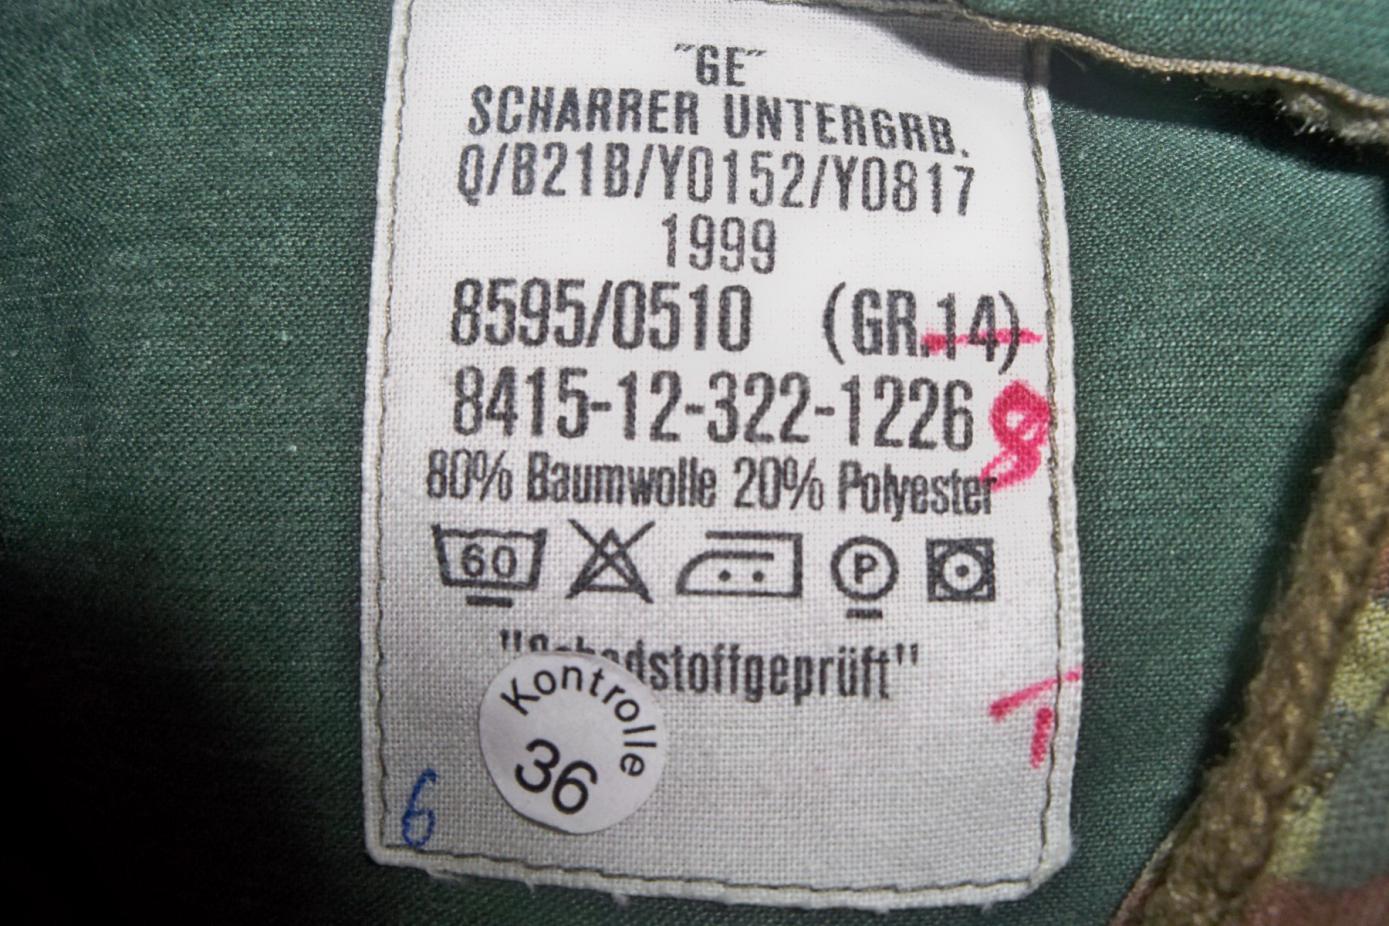 "GE"
SCHARRER UNTERGRB.
Q/B21B/Y0152/Y0817
1999
8595/0510 (GR.14)
8415-12-322-1226
8
80% Baumwolle 20% Polyester
60
P
"Schadstoffgeprüft"
Kontrolle
36
6